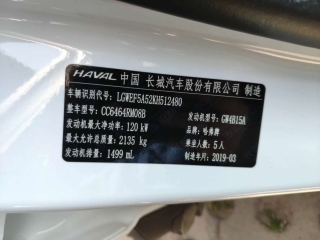 HAVAL 中国 长城汽车股份有限公司 制造
车辆识别代号：LGWEF5A52KH512480
整车型号：CC6464RM08B 发动机型号：GW4B15A
发动机最大净功率：120 kW 品牌：哈弗牌
最大允许总质量：2135 kg 乘坐人数：5人
发动机排量：1499 mL 制造年月：2019-03